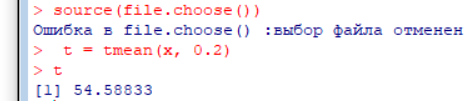 > source(file.choose())
Ошибка в file.choose() :выбор файла отменен
>  t = tmean(x, 0.2)
> t
[1] 54.58833